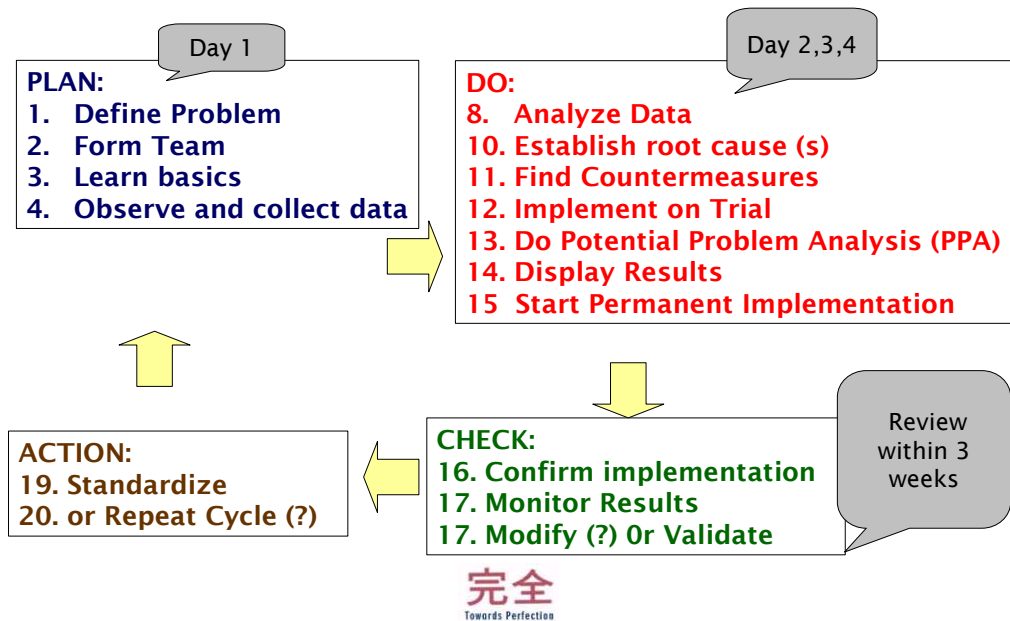 Day 1
PLAN:
1. Define Problem
2. Form Team
3. Learn basics
4. Observe and collect data
Day 2,3,4
DO:
8. Analyze Data
10. Establish root cause (s)
11. Find Countermeasures
12. Implement on Trial
13. Do Potential Problem Analysis (PPA)
14. Display Results
15 Start Permanent Implementation
Review
within 3
weeks
CHECK:
16. Confirm implementation
17. Monitor Results
17. Modify (?) 0r Validate
ACTION:
19. Standardize
20. or Repeat Cycle (?)
完全
Towards Perfection